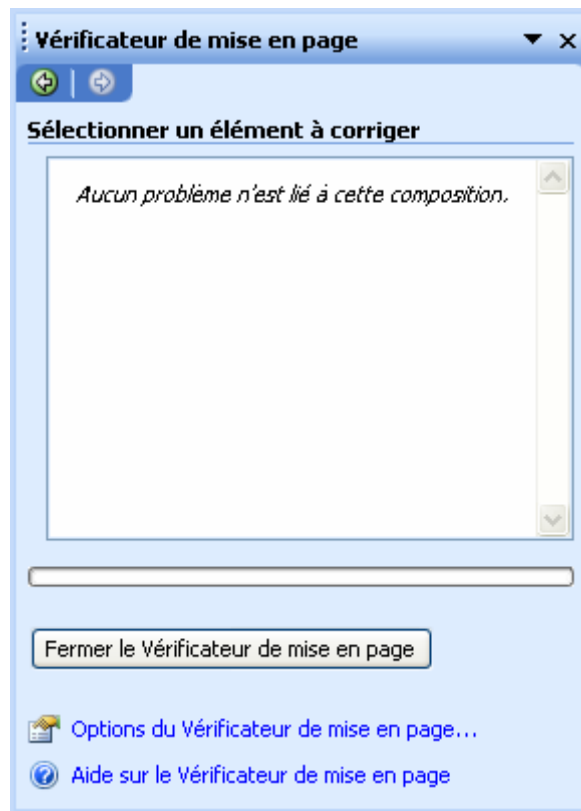 Vérificateur de mise en page
Sélectionner un élément à corriger
Aucun problème n'est lié à cette composition.
Fermer le Vérificateur de mise en page
Options du Vérificateur de mise en page...
Aide sur le Vérificateur de mise en page